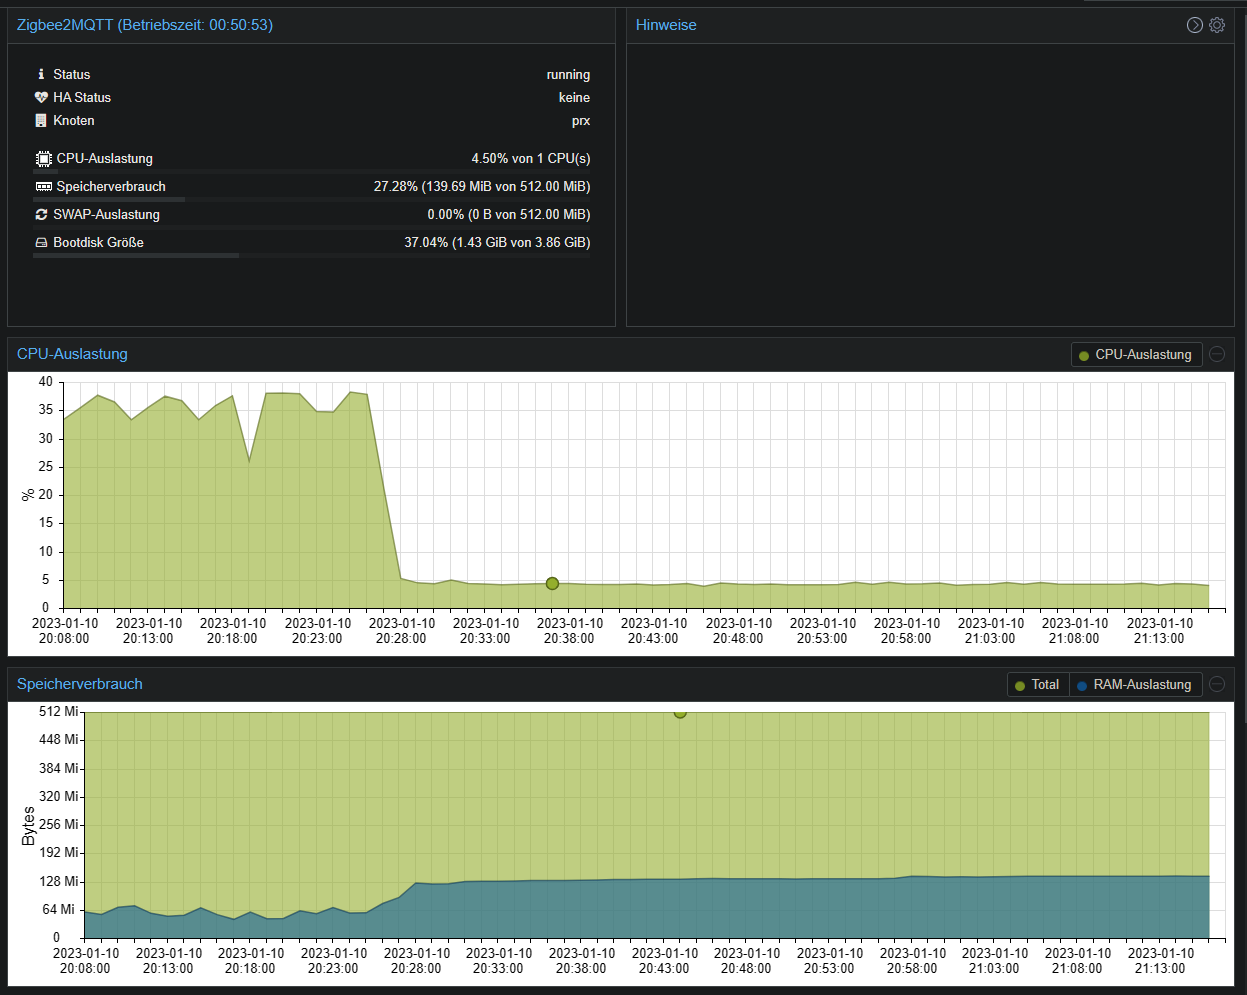 Zigbee2MQTT (Betriebszeit: 00:50:53)
Status running
HA Status keine
Knoten prx
CPU-Auslastung 4.50% von 1 CPU(s)
Speicherverbrauch 27.28% (139.69 MiB von 512.00 MiB)
SWAP-Auslastung 0.00% (0 B von 512.00 MiB)
Bootdisk Größe 37.04% (1.43 GiB von 3.86 GiB)
Hinweise
CPU-Auslastung
CPU-Auslastung
40
35
30
25
20
15
10
5
0
%
2023-01-10 2023-01-10 2023-01-10 2023-01-10 2023-01-10 2023-01-10 2023-01-10 2023-01-10 2023-01-10 2023-01-10 2023-01-10 2023-01-10 2023-01-10 2023-01-10
20:08:00 20:13:00 20:18:00 20:23:00 20:28:00 20:33:00 20:38:00 20:43:00 20:48:00 20:53:00 20:58:00 21:03:00 21:08:00 21:13:00
Speicherverbrauch
Total RAM-Auslastung
512 Mi
448 Mi
384 Mi
320 Mi
256 Mi
192 Mi
128 Mi
64 Mi
0
Bytes
2023-01-10 2023-01-10 2023-01-10 2023-01-10 2023-01-10 2023-01-10 2023-01-10 2023-01-10 2023-01-10 2023-01-10 2023-01-10 2023-01-10 2023-01-10 2023-01-10
20:08:00 20:13:00 20:18:00 20:23:00 20:28:00 20:33:00 20:38:00 20:43:00 20:48:00 20:53:00 20:58:00 21:03:00 21:08:00 21:13:00